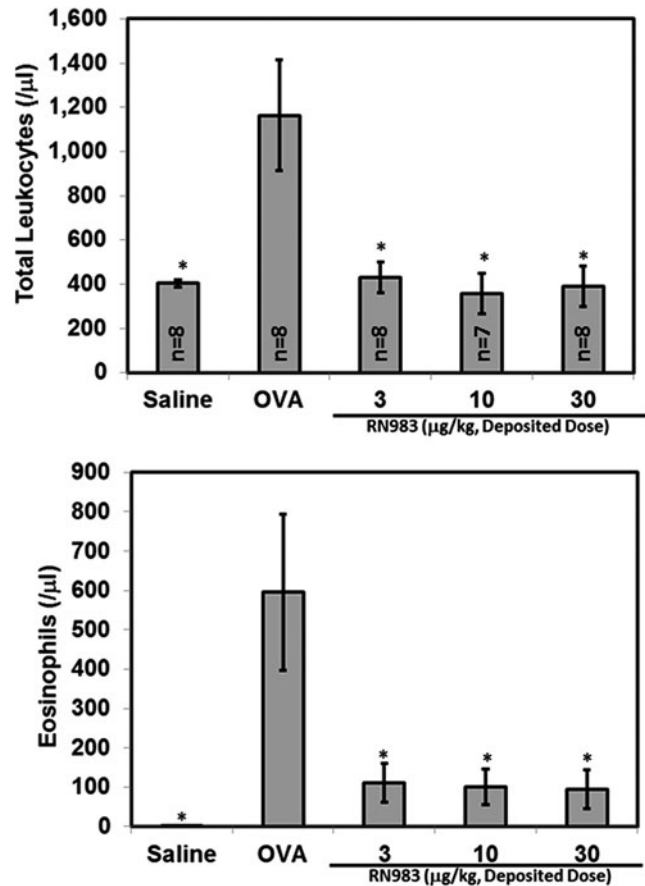 Total Leukocytes (/µl)
1,600
1,400
1,200
1,000
800
600
400
200
0
*
*
*
*
n=8
n=8
n=8
n=7
n=8
Saline OVA 3 10 30
RN983 (µg/kg, Deposited Dose)
Eosinophils (/µl)
900
800
700
600
500
400
300
200
100
0
*
*
*
*
Saline OVA 3 10 30
RN983 (µg/kg, Deposited Dose)